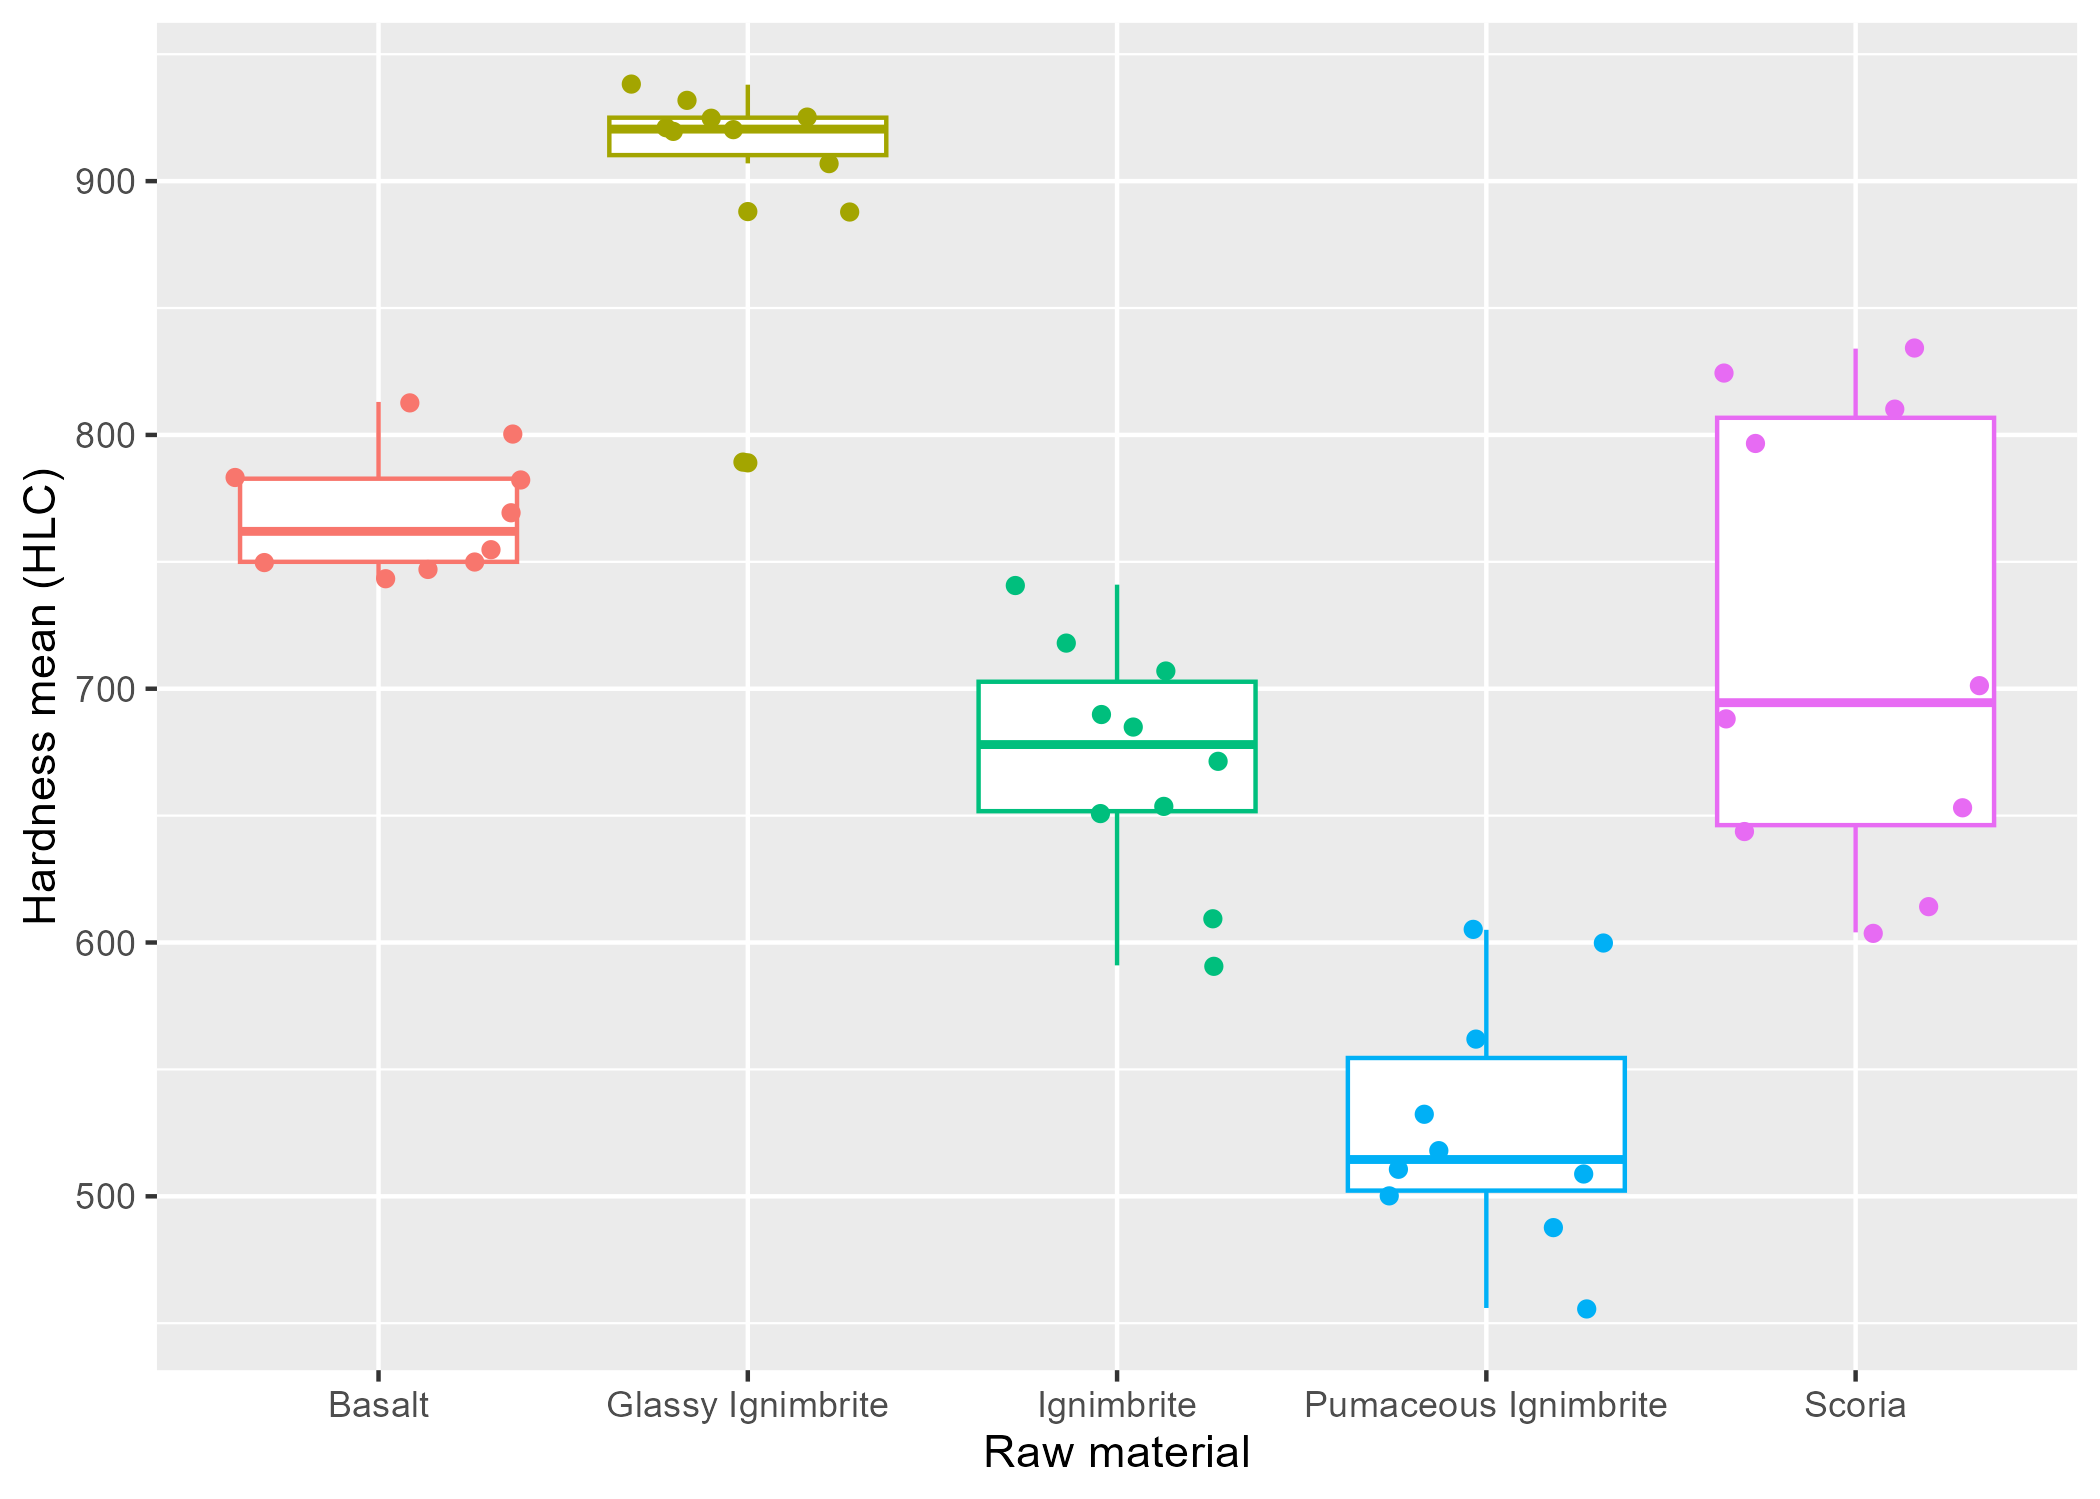 Hardness mean (HLC)
900
800
700
600
500
Basalt
Glassy Ignimbrite
Ignimbrite
Pumaceous Ignimbrite
Scoria
Raw material